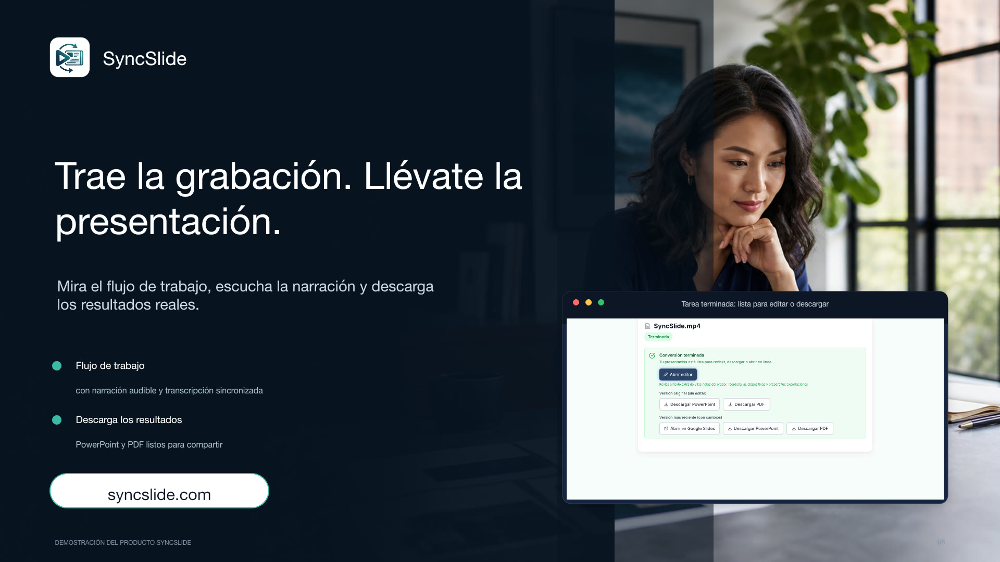 SyncSlide
Trae la grabación. Llévate la
presentación.
Mira el flujo de trabajo, escucha la narración y descarga
los resultados reales.
Flujo de trabajo
con narración audible y transcripción sincronizada
Descarga los resultados
PowerPoint y PDF listos para compartir
syncslide.com
Tarea terminada: lista para editar o descargar
SyncSlide.mp4
Terminada
Conversión terminada
Tu presentación está lista para revisar, descargar o abrir en línea.
Abrir editor
Revisa el texto extraído y las notas del orador, reordena las diapositivas y prepara tus exportaciones.
Versión original (sin editar)
Descargar PowerPoint Descargar PDF
Versión más reciente (con cambios)
Abrir en Google Slides Descargar PowerPoint Descargar PDF
DEMOSTRACIÓN DEL PRODUCTO SYNCSLIDE
08